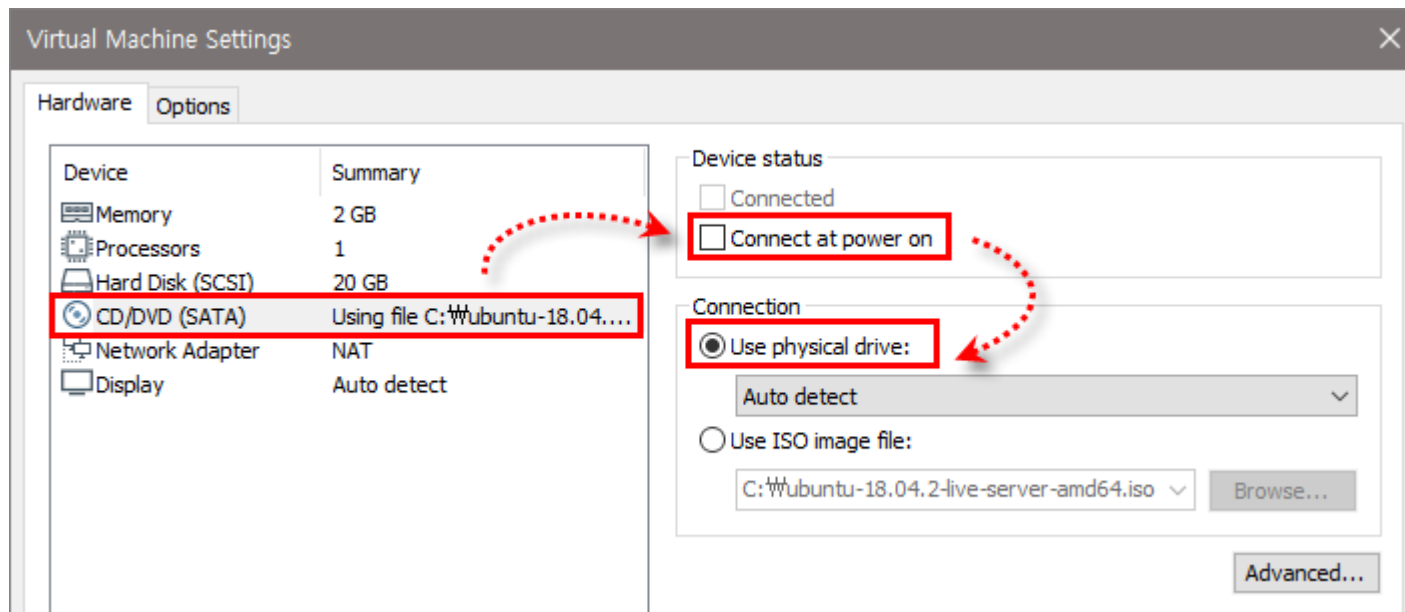 Virtual Machine Settings
Hardware Options
Device Summary
Memory 2 GB
Processors 1
Hard Disk (SCSI) 20 GB
CD/DVD (SATA) Using file C:₩ubuntu-18.04....
Network Adapter NAT
Display Auto detect
Device status
Connected
Connect at power on
Connection
Use physical drive:
Auto detect
Use ISO image file:
C:₩ubuntu-18.04.2-live-server-amd64.iso Browse...
Advanced...